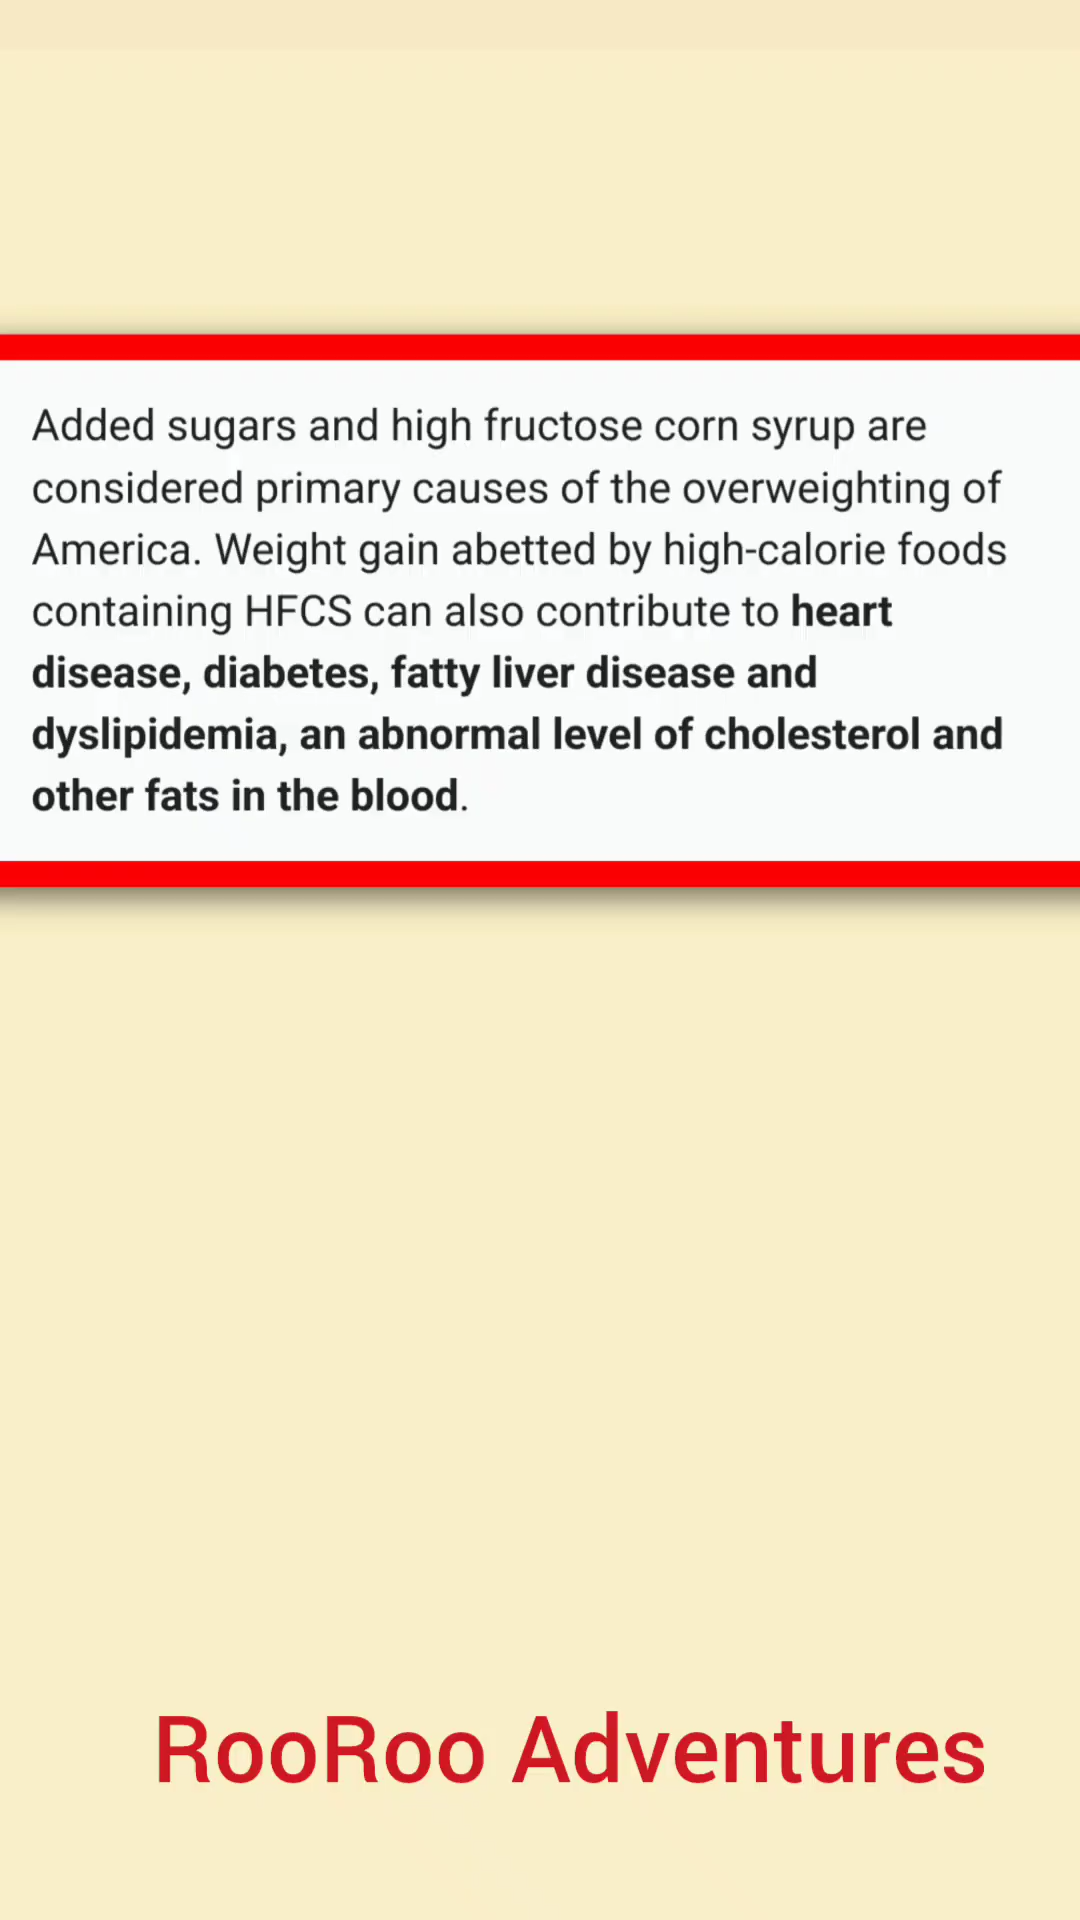 Added sugars and high fructose corn syrup are
considered primary causes of the overweighting of
America. Weight gain abetted by high-calorie foods
containing HFCS can also contribute to heart
disease, diabetes, fatty liver disease and
dyslipidemia, an abnormal level of cholesterol and
other fats in the blood.
RooRoo Adventures